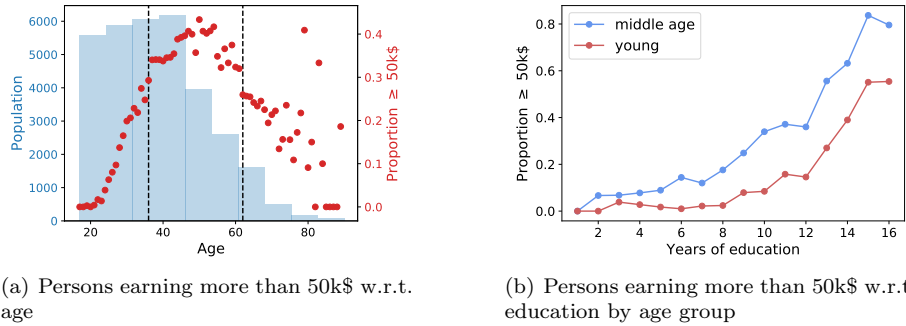 6000
5000
4000
3000
2000
1000
0
Population
0.4
0.3
0.2
0.1
0.0
Proportion ≥ 50k$
20
40
60
80
Age
(a) Persons earning more than 50k$ w.r.t.
age
middle age
young
0.8
0.6
0.4
0.2
0.0
Proportion ≥ 50k$
2
4
6
8
10
12
14
16
Years of education
(b) Persons earning more than 50k$ w.r.t
education by age group